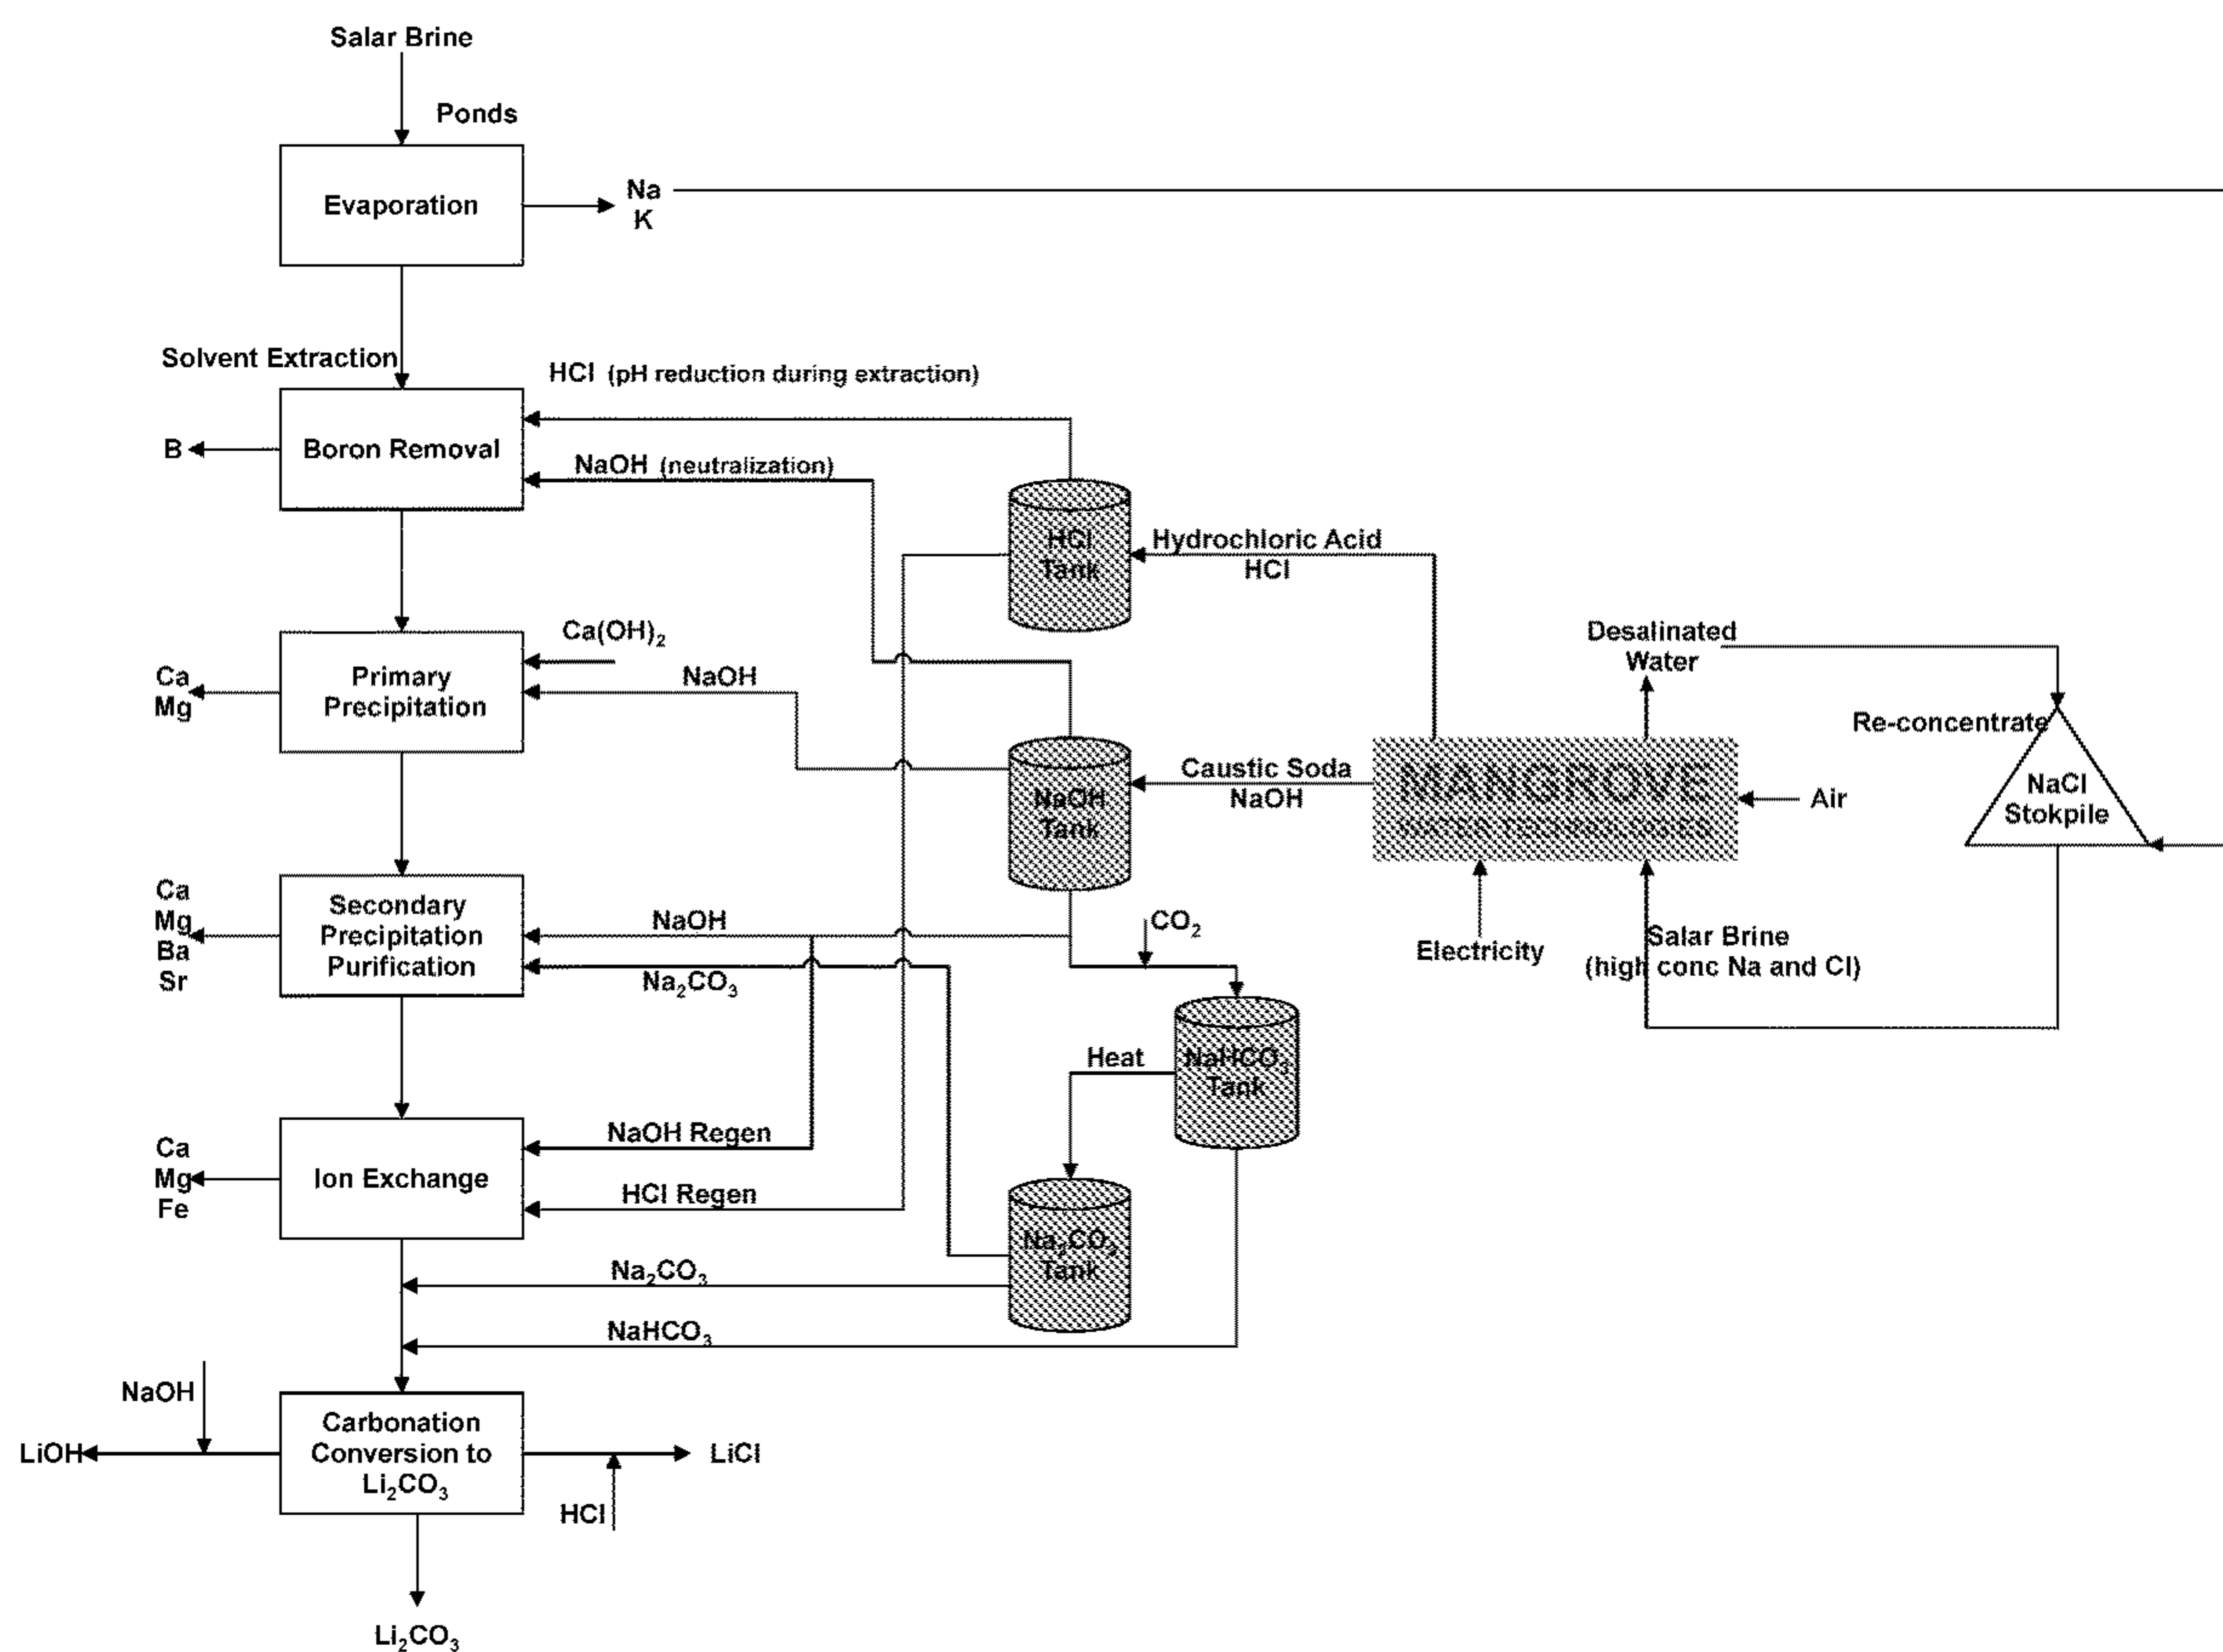 Salar Brine
Ponds
Evaporation
Na
K
Solvent Extraction
HCl (pH reduction during extraction)
Boron Removal
B
NaOH (neutralization)
HCl
Tank
Hydrochloric Acid
HCl
Ca(OH)₂
Primary
Precipitation
Ca
Mg
NaOH
Desalinated
Water
Re-concentrate
NaCl
Stokpile
NaOH
Tank
Caustic Soda
NaOH
MANGROVE
WATER TECHNOLOGIES
Air
Ca
Mg
Ba
Sr
Secondary
Precipitation
Purification
NaOH
Na₂CO₃
CO₂
Electricity
Salar Brine
(high conc Na and Cl)
Heat
NaHCO₃
Tank
Ca
Mg
Fe
Ion Exchange
NaOH Regen
HCl Regen
Na₂CO₃
Tank
Na₂CO₃
NaHCO₃
NaOH
LiOH
Carbonation
Conversion to
Li₂CO₃
LiCl
HCl
Li₂CO₃